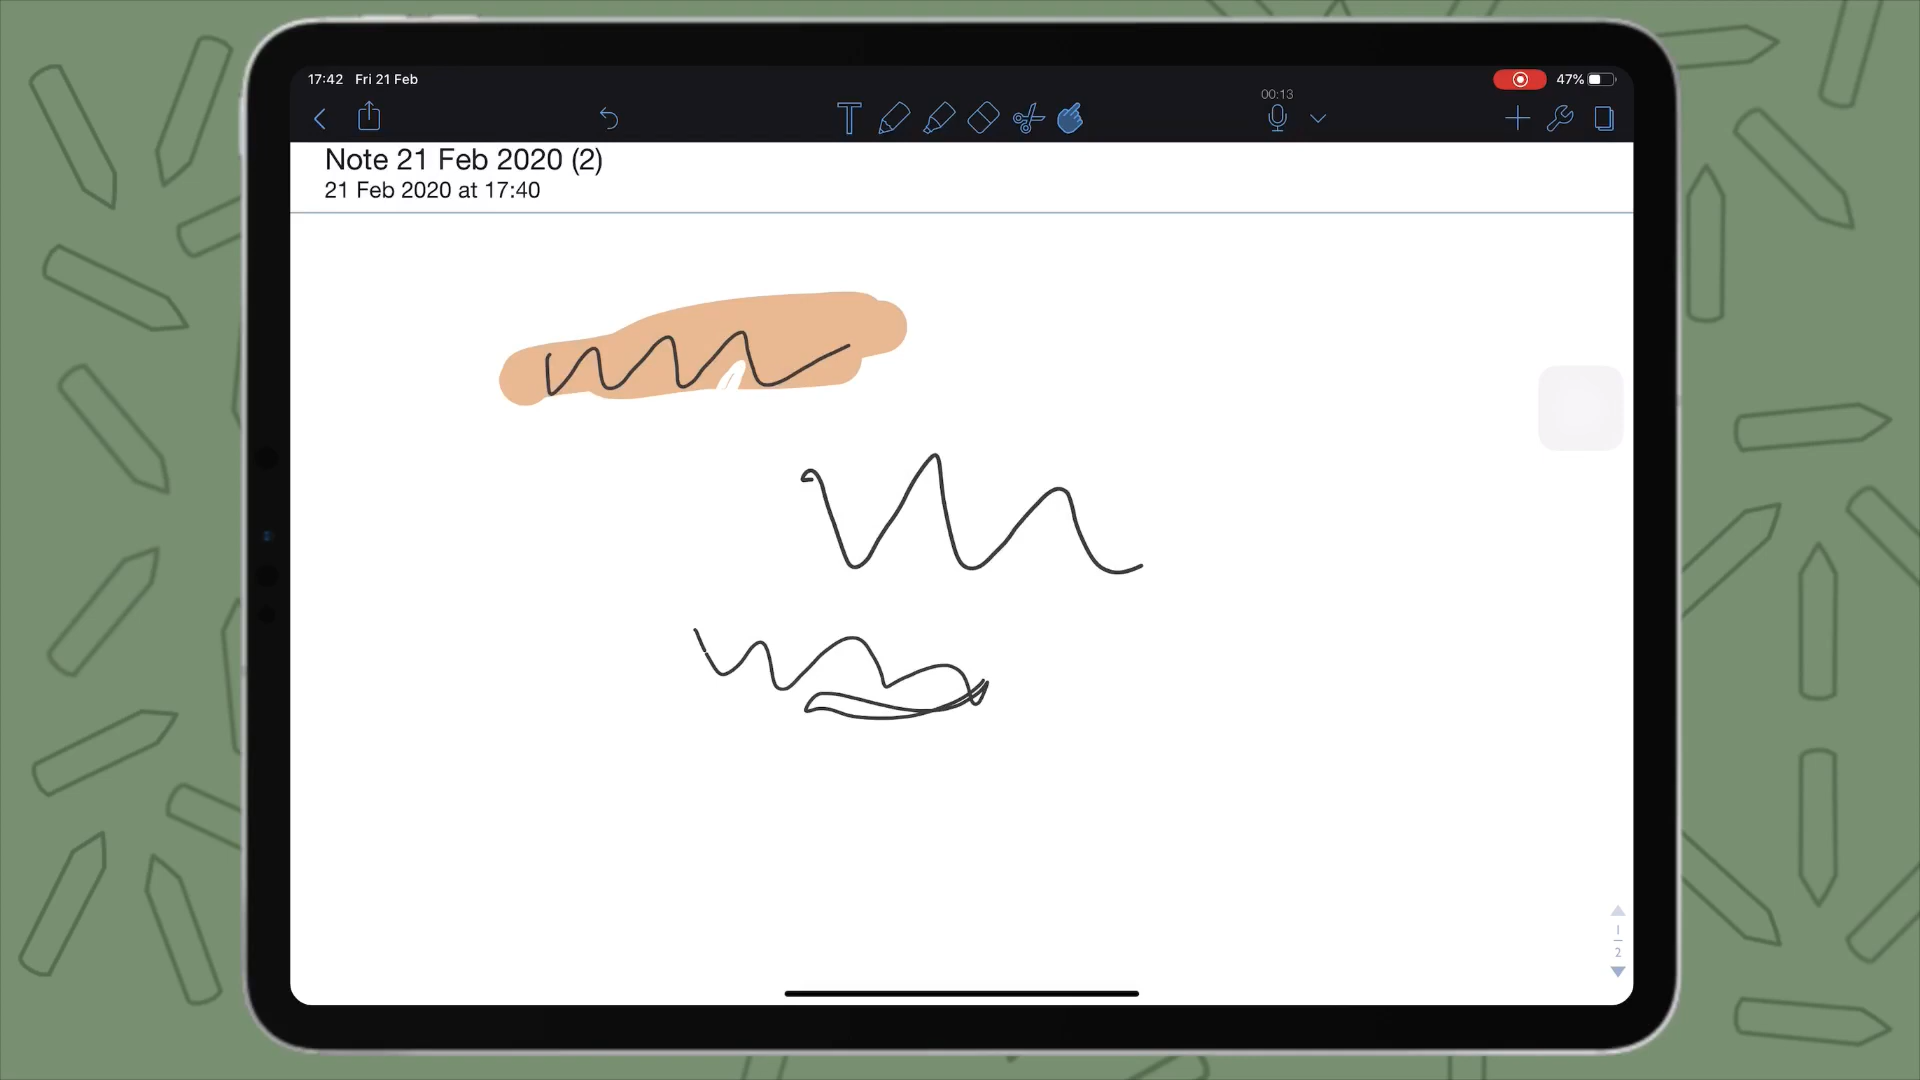 17:42 Fri 21 Feb
47%
00:13
T
Note 21 Feb 2020 (2)
21 Feb 2020 at 17:40
1
2